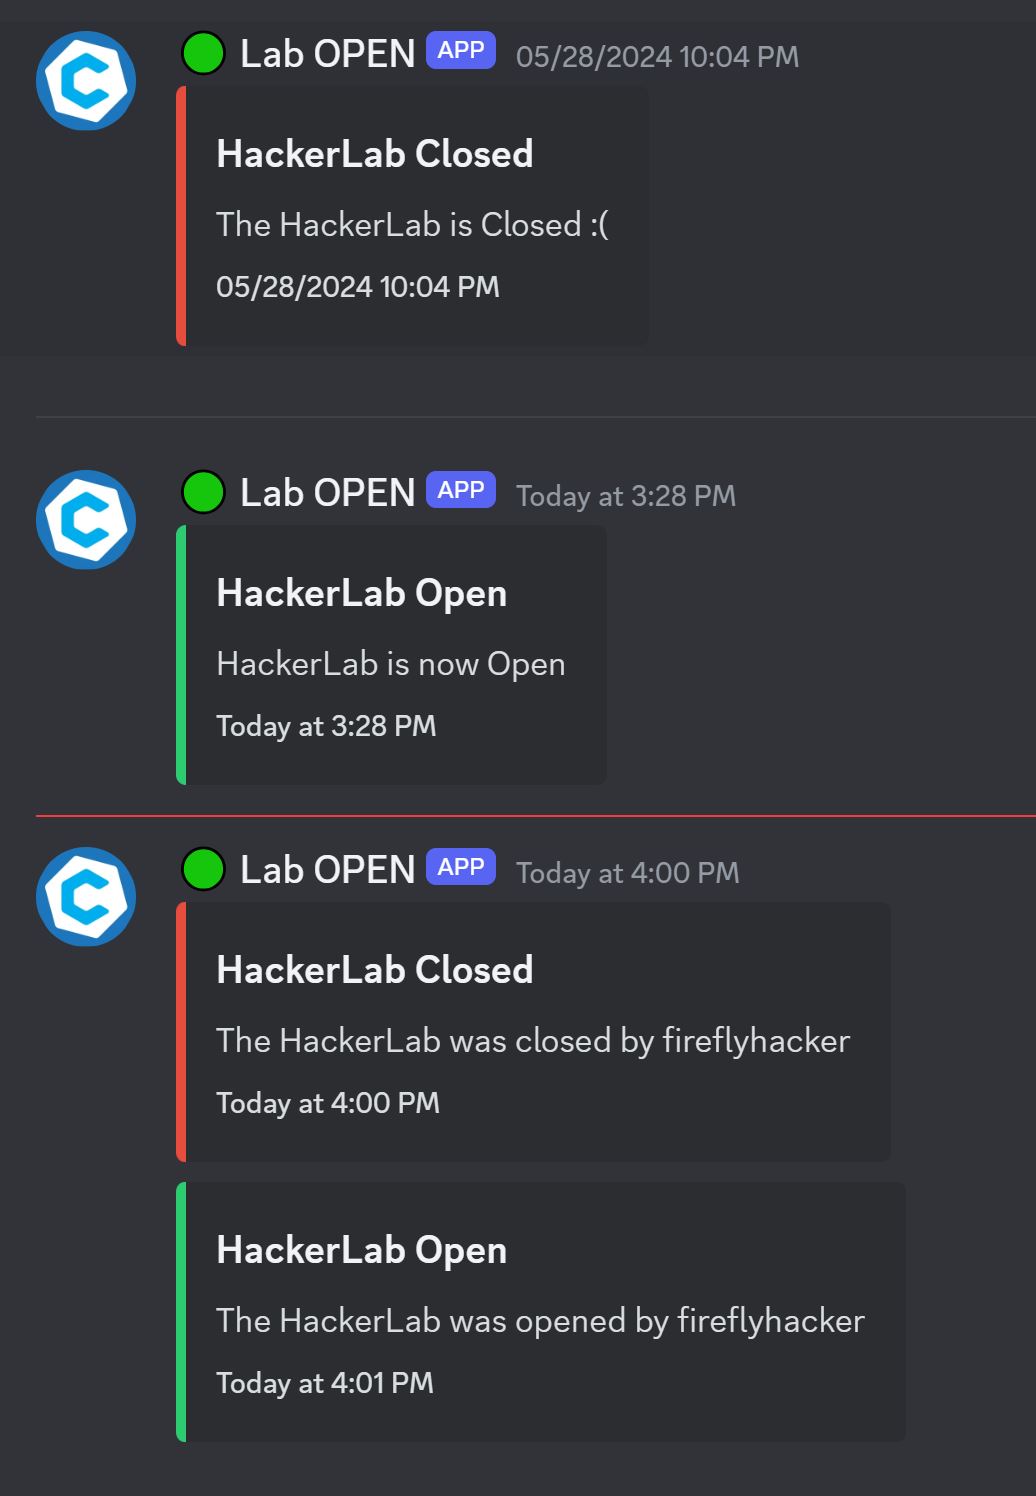 Lab OPEN APP 05/28/2024 10:04 PM
HackerLab Closed
The HackerLab is Closed :(
05/28/2024 10:04 PM
Lab OPEN APP Today at 3:28 PM
HackerLab Open
HackerLab is now Open
Today at 3:28 PM
Lab OPEN APP Today at 4:00 PM
HackerLab Closed
The HackerLab was closed by fireflyhacker
Today at 4:00 PM
HackerLab Open
The HackerLab was opened by fireflyhacker
Today at 4:01 PM